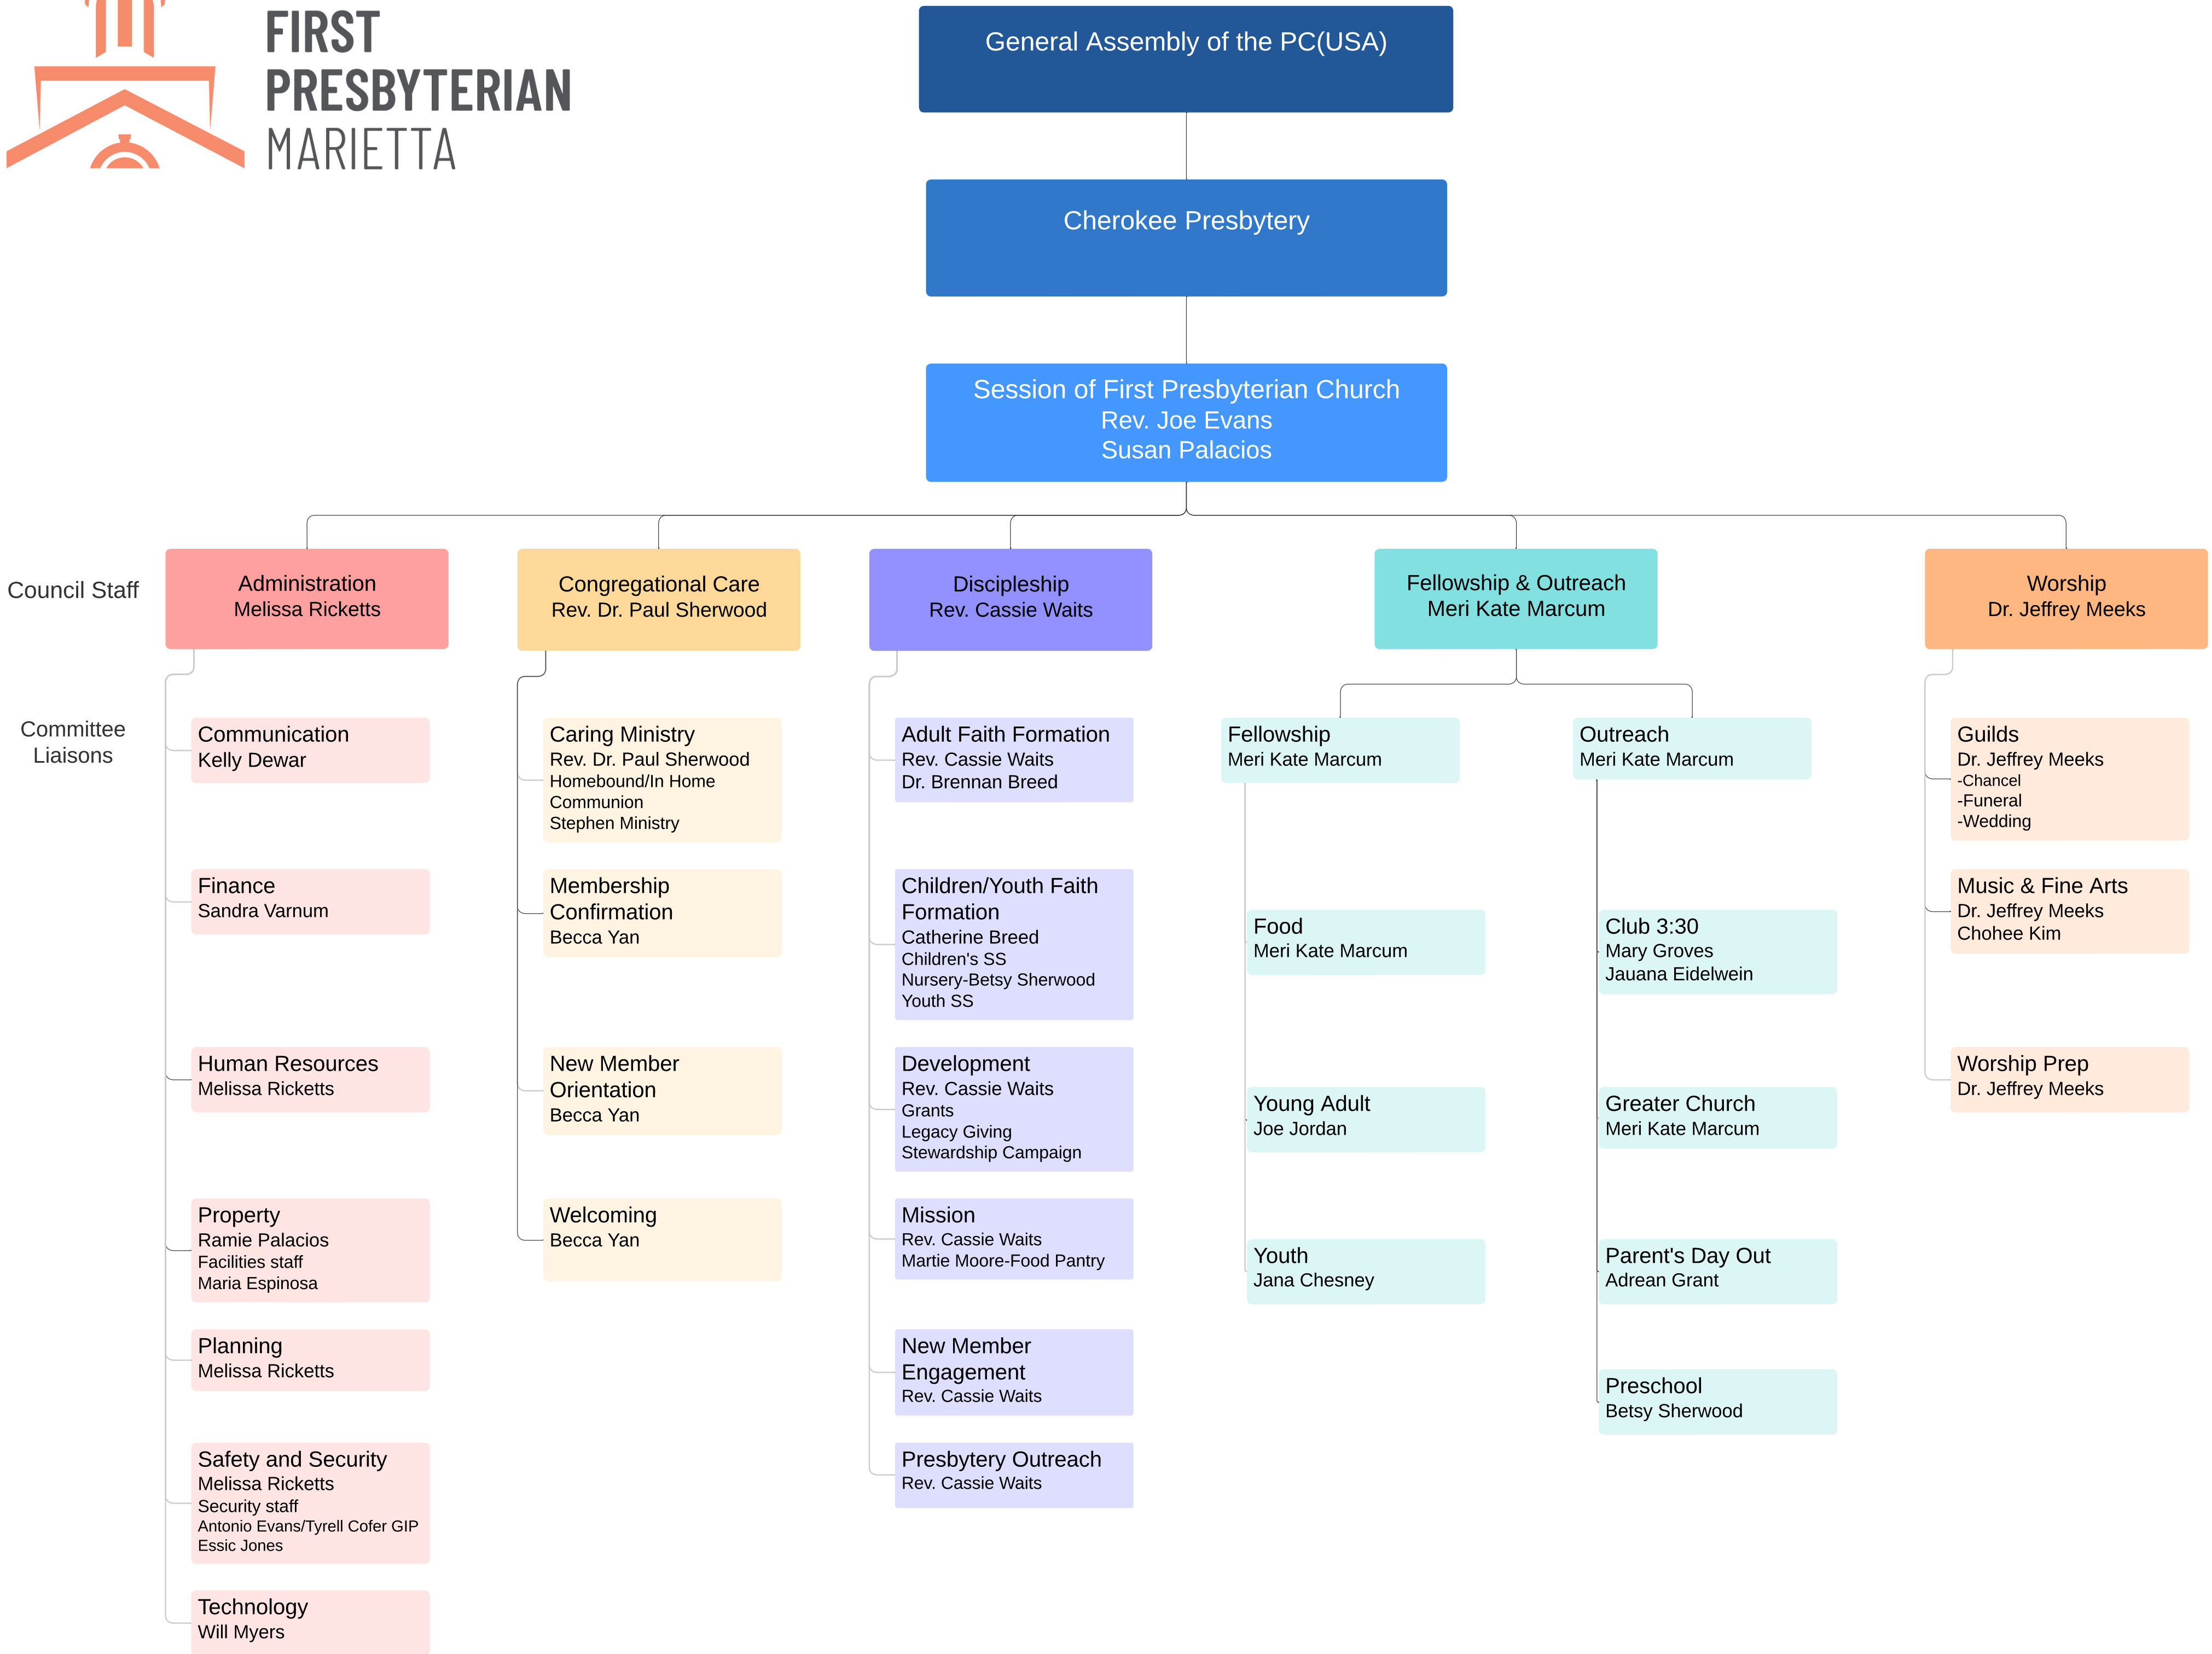 FIRST
PRESBYTERIAN
MARIETTA
General Assembly of the PC(USA)
Cherokee Presbytery
Session of First Presbyterian Church
Rev. Joe Evans
Susan Palacios
Council Staff
Administration
Melissa Ricketts
Congregational Care
Rev. Dr. Paul Sherwood
Discipleship
Rev. Cassie Waits
Fellowship & Outreach
Meri Kate Marcum
Worship
Dr. Jeffrey Meeks
Committee
Liaisons
Communication
Kelly Dewar
Finance
Sandra Varnum
Human Resources
Melissa Ricketts
Property
Ramie Palacios
Facilities staff
Maria Espinosa
Planning
Melissa Ricketts
Safety and Security
Melissa Ricketts
Security staff
Antonio Evans/Tyrell Cofer GIP
Essic Jones
Technology
Will Myers
Caring Ministry
Rev. Dr. Paul Sherwood
Homebound/In Home
Communion
Stephen Ministry
Membership
Confirmation
Becca Yan
New Member
Orientation
Becca Yan
Welcoming
Becca Yan
Adult Faith Formation
Rev. Cassie Waits
Dr. Brennan Breed
Children/Youth Faith
Formation
Catherine Breed
Children's SS
Nursery-Betsy Sherwood
Youth SS
Development
Rev. Cassie Waits
Grants
Legacy Giving
Stewardship Campaign
Mission
Rev. Cassie Waits
Martie Moore-Food Pantry
New Member
Engagement
Rev. Cassie Waits
Presbytery Outreach
Rev. Cassie Waits
Fellowship
Meri Kate Marcum
Food
Meri Kate Marcum
Young Adult
Joe Jordan
Youth
Jana Chesney
Outreach
Meri Kate Marcum
Club 3:30
Mary Groves
Jauana Eidelwein
Greater Church
Meri Kate Marcum
Parent's Day Out
Adrean Grant
Preschool
Betsy Sherwood
Guilds
Dr. Jeffrey Meeks
-Chancel
-Funeral
-Wedding
Music & Fine Arts
Dr. Jeffrey Meeks
Chohee Kim
Worship Prep
Dr. Jeffrey Meeks